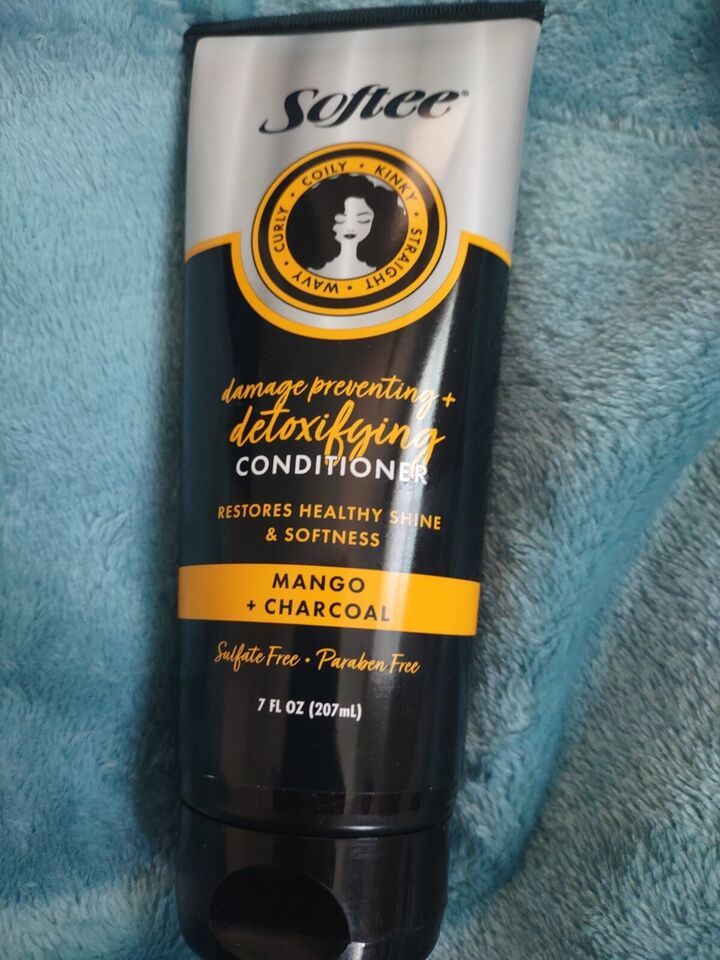 Softee®
CURLY • COILY • KINKY • STRAIGHT • WAVY •
damage preventing +
detoxifying
CONDITIONER
RESTORES HEALTHY SHINE
& SOFTNESS
MANGO
+ CHARCOAL
Sulfate Free • Paraben Free
7 FL OZ (207mL)